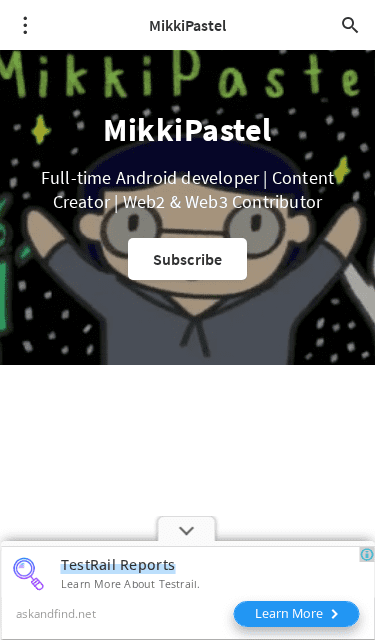 MikkiPastel
MikkiPaste
MikkiPastel
Full-time Android developer | Content
Creator | Web2 & Web3 Contributor
Subscribe
TestRail Reports
Learn More About Testrail.
askandfind.net
Learn More